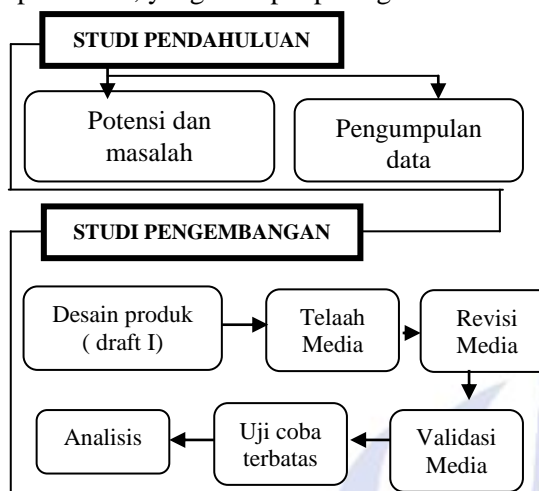 STUDI PENDAHULUAN
Potensi dan
masalah
Pengumpulan
data
STUDI PENGEMBANGAN
Desain produk
( draft I)
Telaah
Media
Revisi
Media
Analisis
Uji coba
terbatas
Validasi
Media